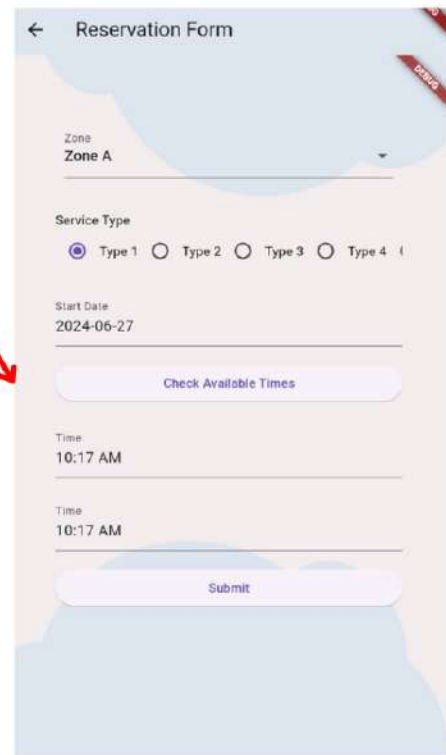 Reservation Form
DEBUG
Zone
Zone A
Service Type
Type 1 Type 2 Type 3 Type 4
Start Date
2024-06-27
Check Available Times
Time
10:17 AM
Time
10:17 AM
Submit